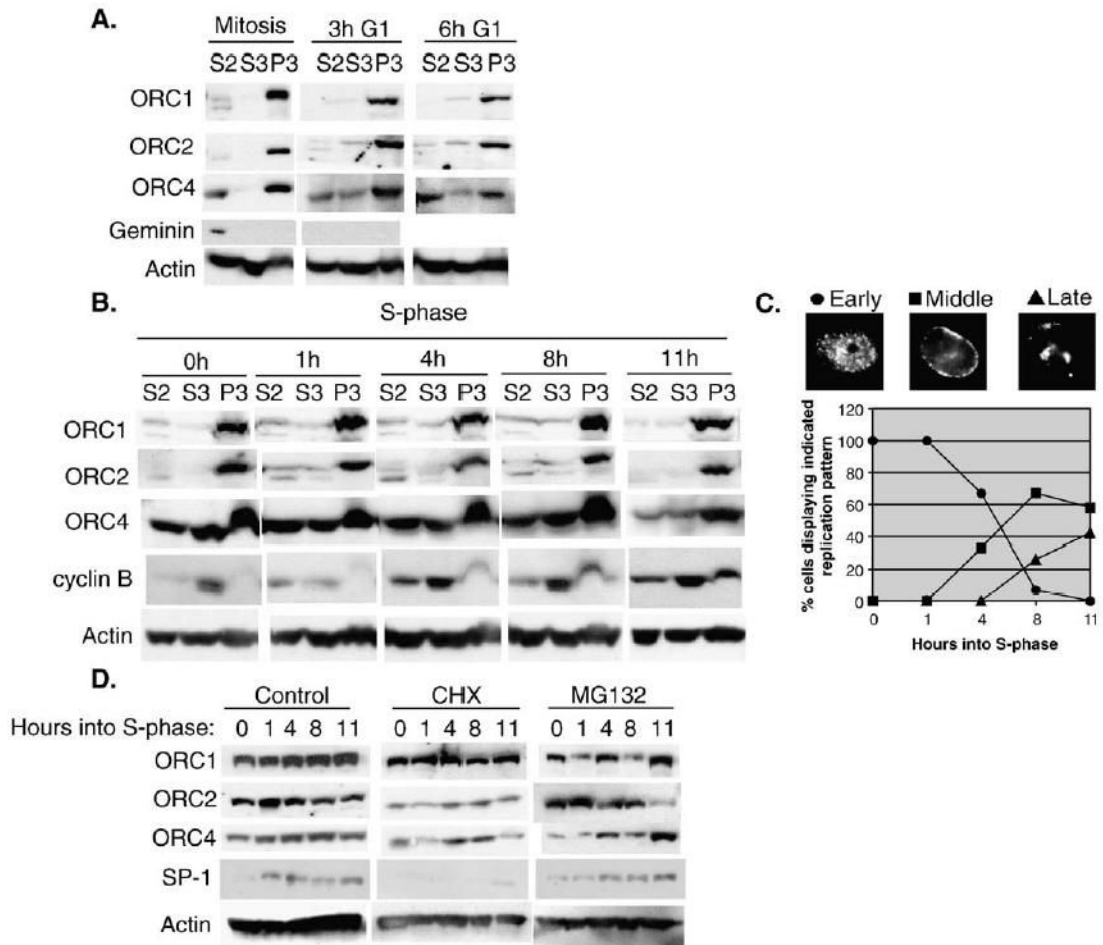 A.
Mitosis 3h G1 6h G1
S2 S3 P3 S2 S3 P3 S2 S3 P3
ORC1
ORC2
ORC4
Geminin
Actin
B.
S-phase
0h 1h 4h 8h 11h
S2 S3 P3 S2 S3 P3 S2 S3 P3 S2 S3 P3 S2 S3 P3
ORC1
ORC2
ORC4
cyclin B
Actin
C.
Early Middle Late
% cells displaying indicated
replication pattern
120
100
80
60
40
20
0
0 1 4 8 11
Hours into S-phase
D.
Control CHX MG132
Hours into S-phase: 0 1 4 8 11 0 1 4 8 11 0 1 4 8 11
ORC1
ORC2
ORC4
SP-1
Actin